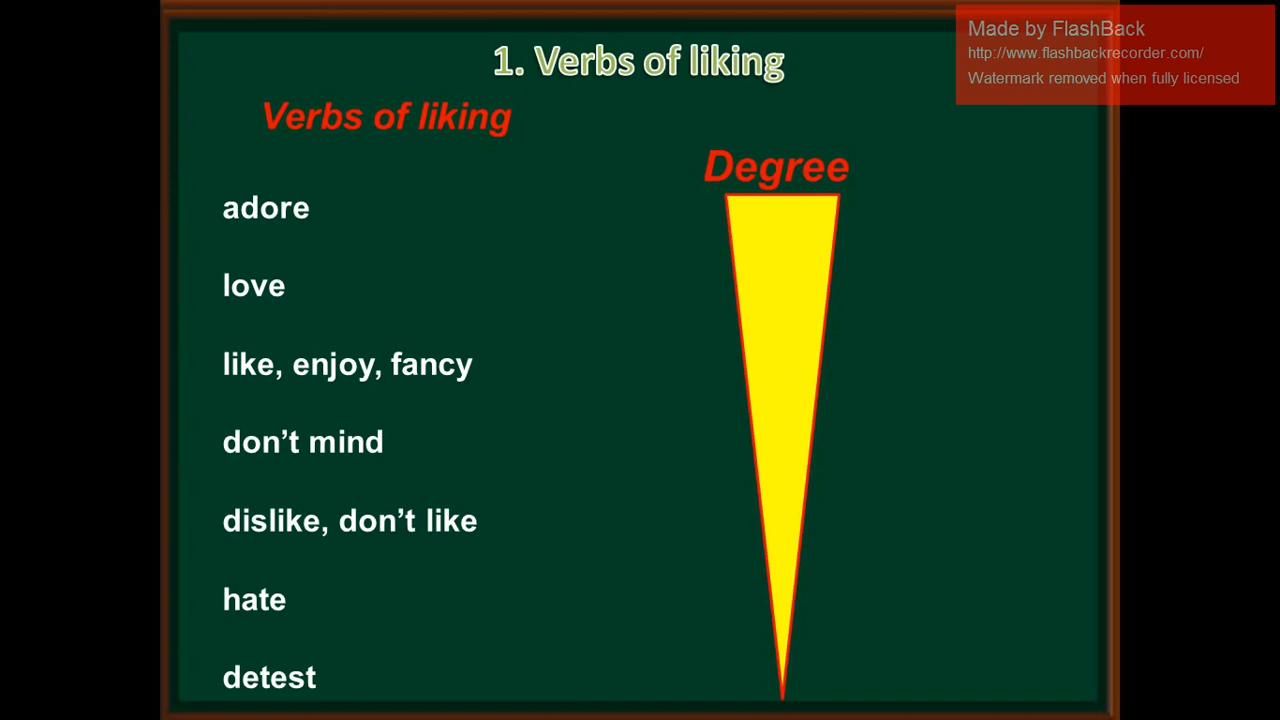 1. Verbs of liking
Made by FlashBack
http://www.flashbackrecorder.com/
Watermark removed when fully licensed
Verbs of liking
Degree
adore
love
like, enjoy, fancy
don’t mind
dislike, don’t like
hate
detest